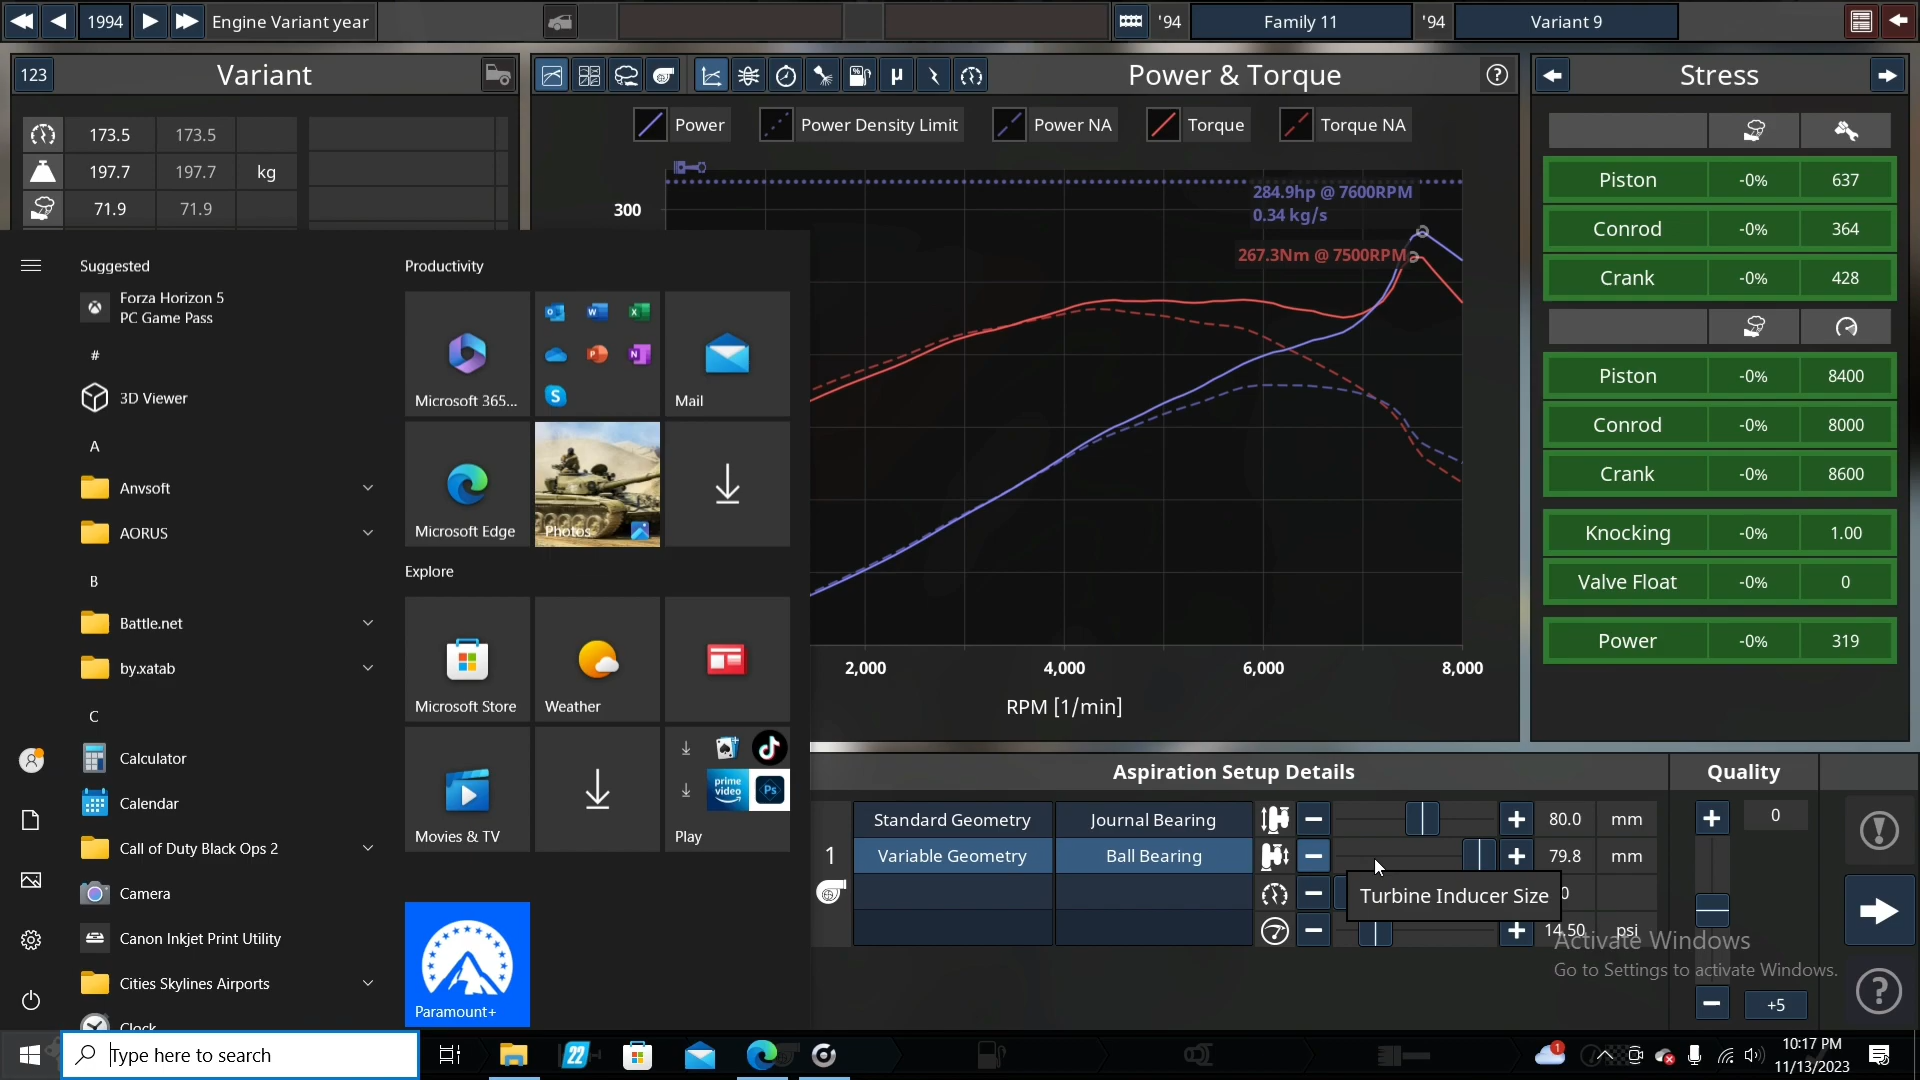 1994
Engine Variant year
'94
Family 11
'94
Variant 9
123
Variant
Power & Torque
Stress
173.5
173.5
197.7
197.7
kg
71.9
71.9
Power
Power Density Limit
Power NA
Torque
Torque NA
300
284.9hp @ 7600RPM
0.34 kg/s
267.3Nm @ 7500RPM
2,000
4,000
6,000
8,000
RPM [1/min]
Piston
-0%
637
Conrod
-0%
364
Crank
-0%
428
Piston
-0%
8400
Conrod
-0%
8000
Crank
-0%
8600
Knocking
-0%
1.00
Valve Float
-0%
0
Power
-0%
319
Suggested
Forza Horizon 5
PC Game Pass
#
3D Viewer
A
Anvsoft
AORUS
B
Battle.net
by.xatab
C
Calculator
Calendar
Call of Duty Black Ops 2
Camera
Canon Inkjet Print Utility
Cities Skylines Airports
Clock
Productivity
Microsoft 365...
Mail
Microsoft Edge
Photos
Explore
Microsoft Store
Weather
Movies & TV
prime
video
Ps
Play
Paramount+
Aspiration Setup Details
Quality
1
Standard Geometry
Journal Bearing
80.0
mm
Variable Geometry
Ball Bearing
79.8
mm
Turbine Inducer Size
0
14.50
psi
0
+5
Activate Windows
Go to Settings to activate Windows.
Type here to search
22
1
10:17 PM
11/13/2023